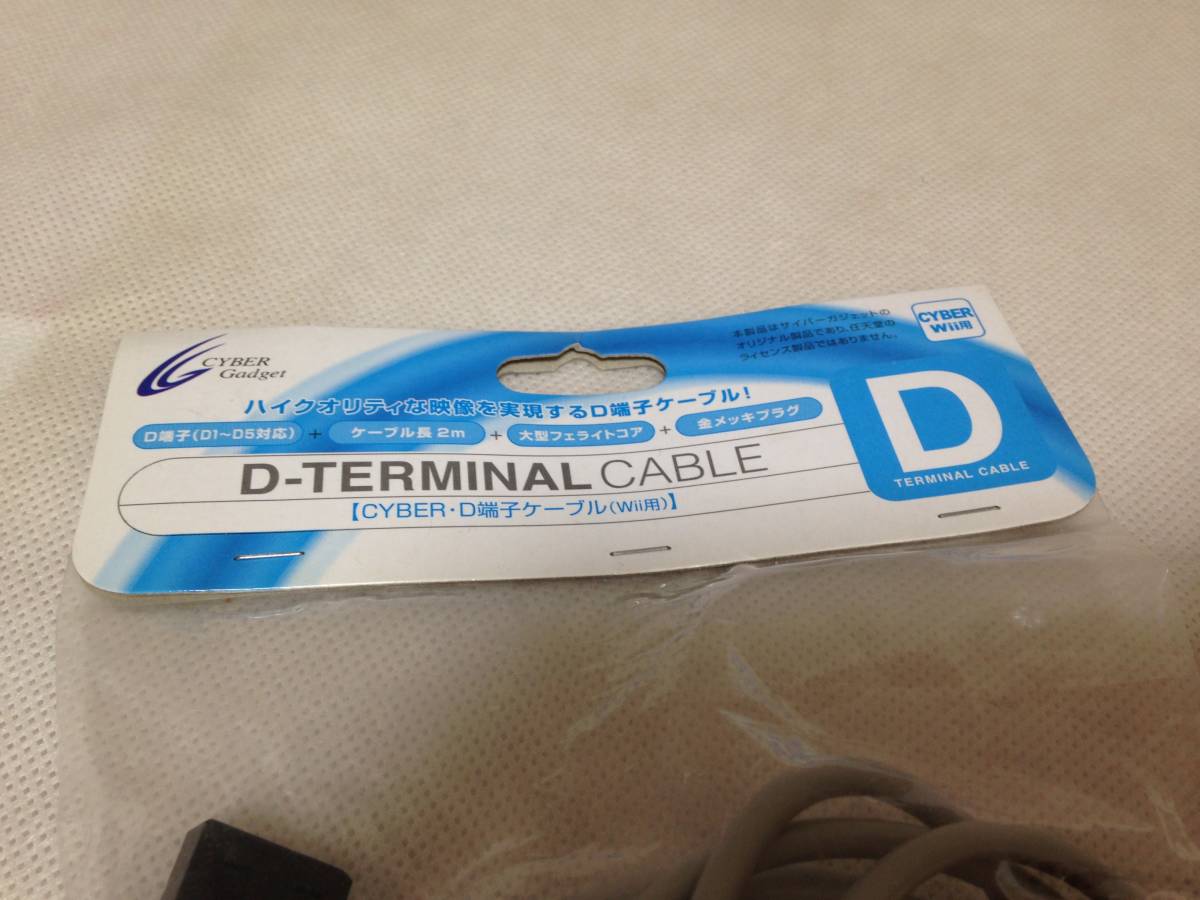 CYBER
Gadget
本製品はサイバーガジェットの
オリジナル製品であり、任天堂の
ライセンス製品ではありません。
CYBER
Wii用
ハイクオリティな映像を実現するD端子ケーブル!
D端子(D1~D5対応) + ケーブル長 2m + 大型フェライトコア + 金メッキプラグ
D-TERMINAL CABLE
【CYBER・D端子ケーブル(Wii用)】
D
TERMINAL CABLE